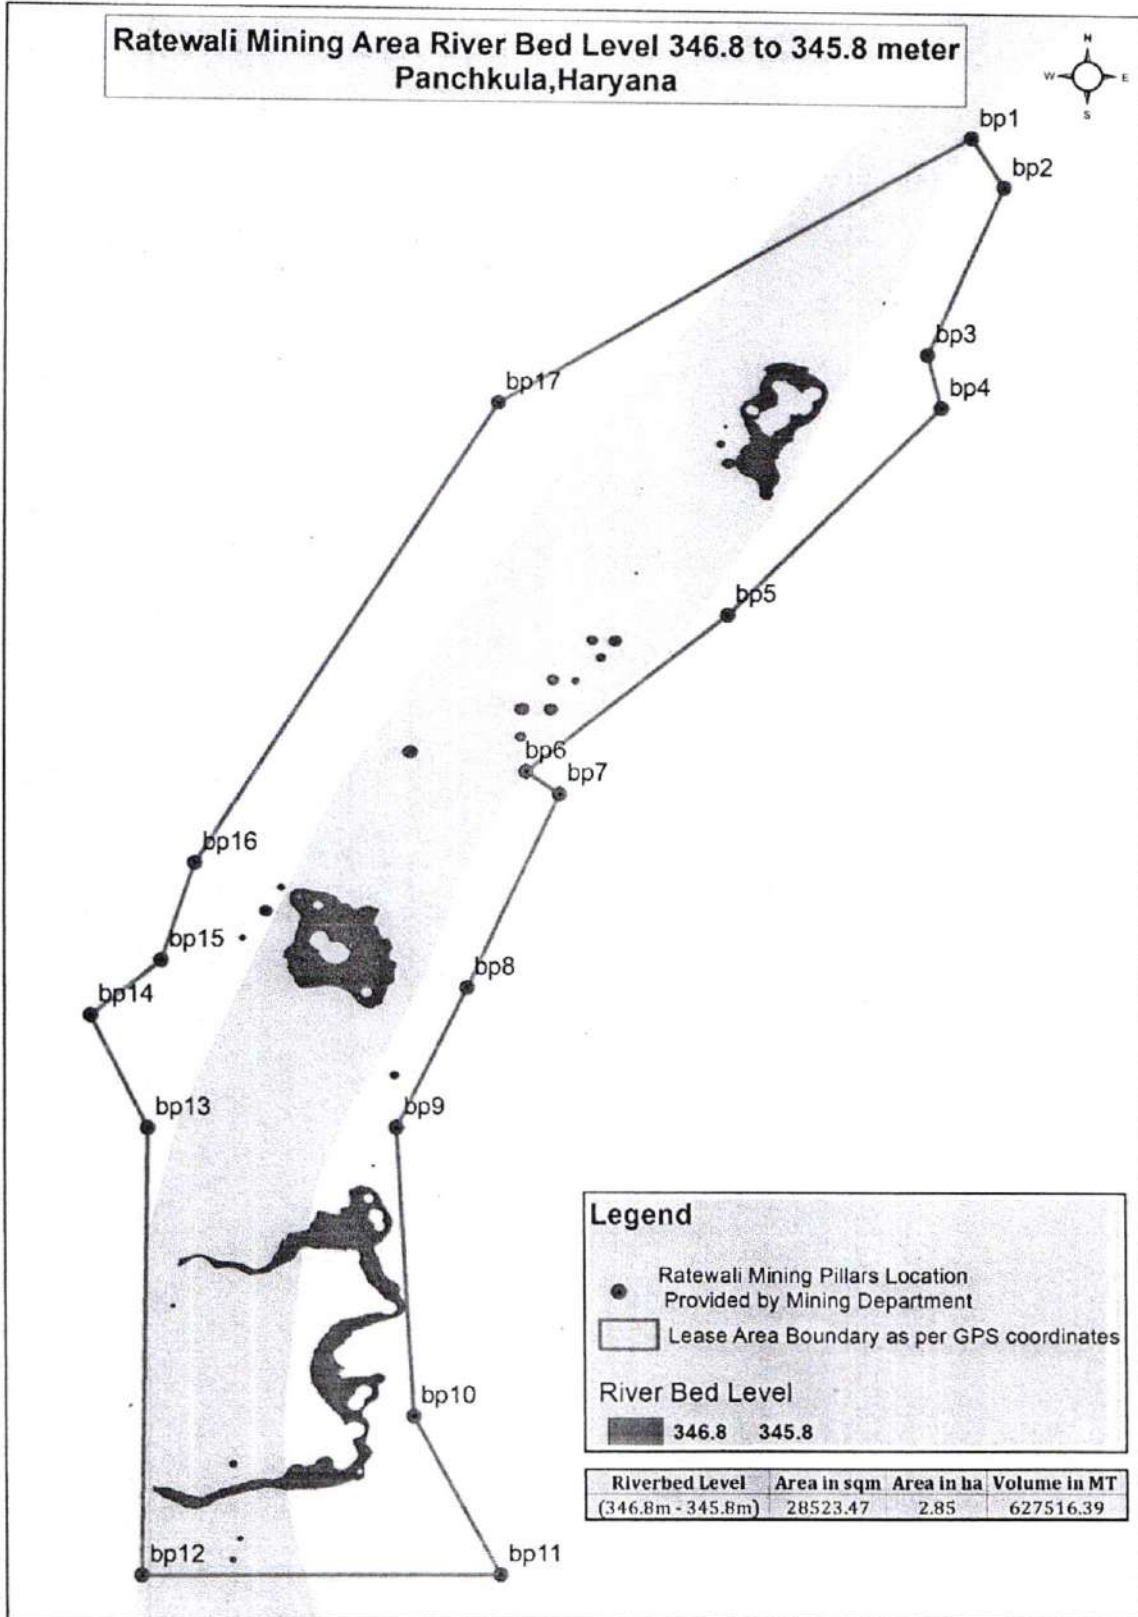 Ratewali Mining Area River Bed Level 346.8 to 345.8 meter
Panchkula,Haryana
N
W E
S
bp1
bp2
bp3
bp4
bp17
bp5
bp6
bp7
bp16
bp15
bp8
bp14
bp13
bp9
bp10
bp12
bp11
Legend
Ratewali Mining Pillars Location
Provided by Mining Department
Lease Area Boundary as per GPS coordinates
River Bed Level
346.8 345.8
Riverbed Level Area in sqm Area in ha Volume in MT
(346.8m - 345.8m) 28523.47 2.85 627516.39